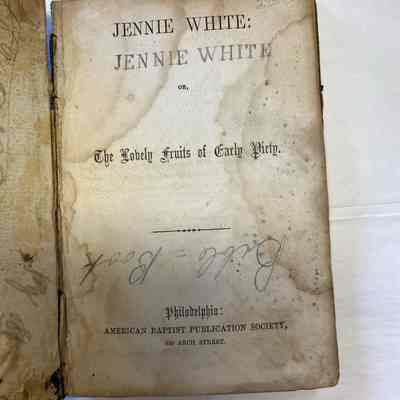 JENNIE WHITE:
JENNIE WHITE
OR,
The Lovely Fruits of Early Piety.
Bible = Book
Philadelphia:
AMERICAN BAPTIST PUBLICATION SOCIETY,
530 ARCH STREET.